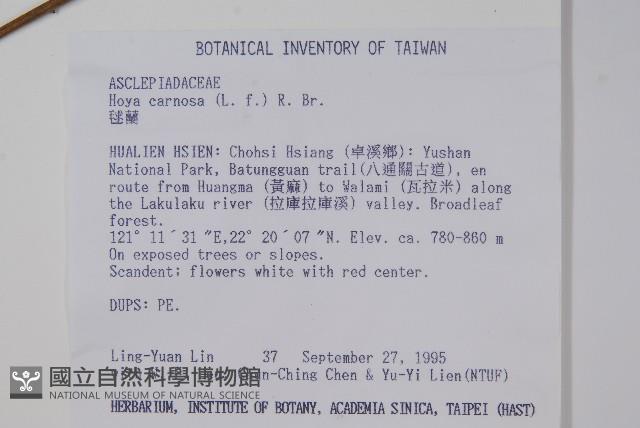 BOTANICAL INVENTORY OF TAIWAN
ASCLEPIADACEAE
Hoya carnosa (L. f.) R. Br.
毬蘭
HUALIEN HSIEN: Chohsi Hsiang (卓溪鄉): Yushan
National Park, Batungguan trail(八通關古道), en
route from Huangma (黃麻) to Walami (瓦拉米) along
the Lakulaku river (拉庫拉庫溪) valley. Broadleaf
forest.
121° 11´31 "E,22° 20´07 "N. Elev. ca. 780-860 m
On exposed trees or slopes.
Scandent; flowers white with red center.
DUPS: PE.
Ling-Yuan Lin 37 September 27, 1995
Ching Chen & Yu-Yi Lien(NTUF)
國立自然科學博物館
NATIONAL MUSEUM OF NATURAL SCIENCE
HERBARIUM, INSTITUTE OF BOTANY, ACADEMIA SINICA, TAIPEI (HAST)